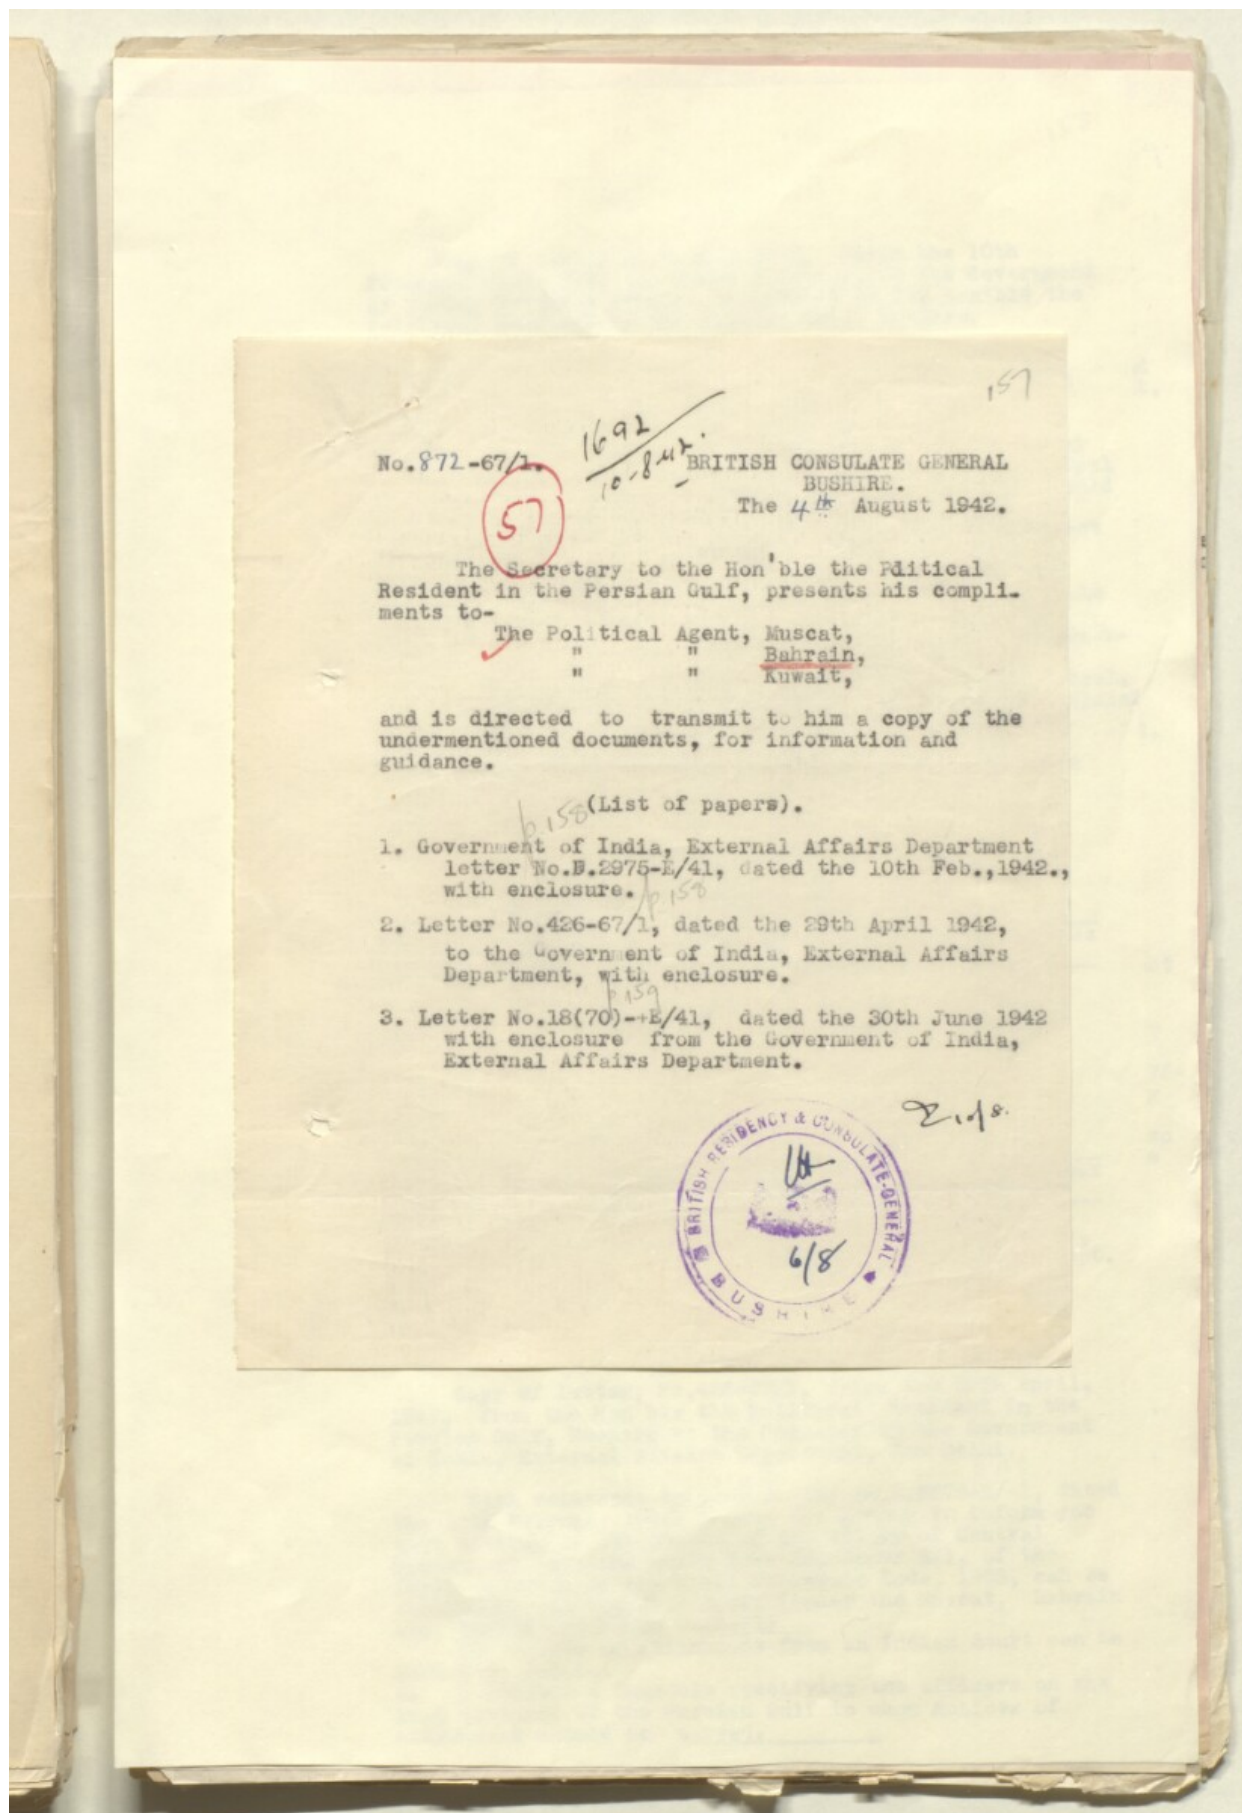 157
1692
10-8-42.
No.872-67/1.
BRITISH CONSULATE GENERAL
BUSHIRE.
The 4th August 1942.
57
The Secretary to the Hon'ble the Pditical
Resident in the Persian Gulf, presents his compli-
ments to-
The Political Agent, Muscat,
" " Bahrain,
" " Kuwait,
and is directed to transmit to him a copy of the
undermentioned documents, for information and
guidance.
(List of papers).
p 158
1. Government of India, External Affairs Department
letter No.D.2975-E/41, dated the 10th Feb.,1942.,
with enclosure.
p 158
2. Letter No.426-67/1, dated the 29th April 1942,
to the Government of India, External Affairs
Department, with enclosure.
p 159
3. Letter No.18(70)-+E/41, dated the 30th June 1942
with enclosure from the Government of India,
External Affairs Department.
BRITISH RESIDENCY & CONSULATE-GENERAL
BUSHIRE
6/8